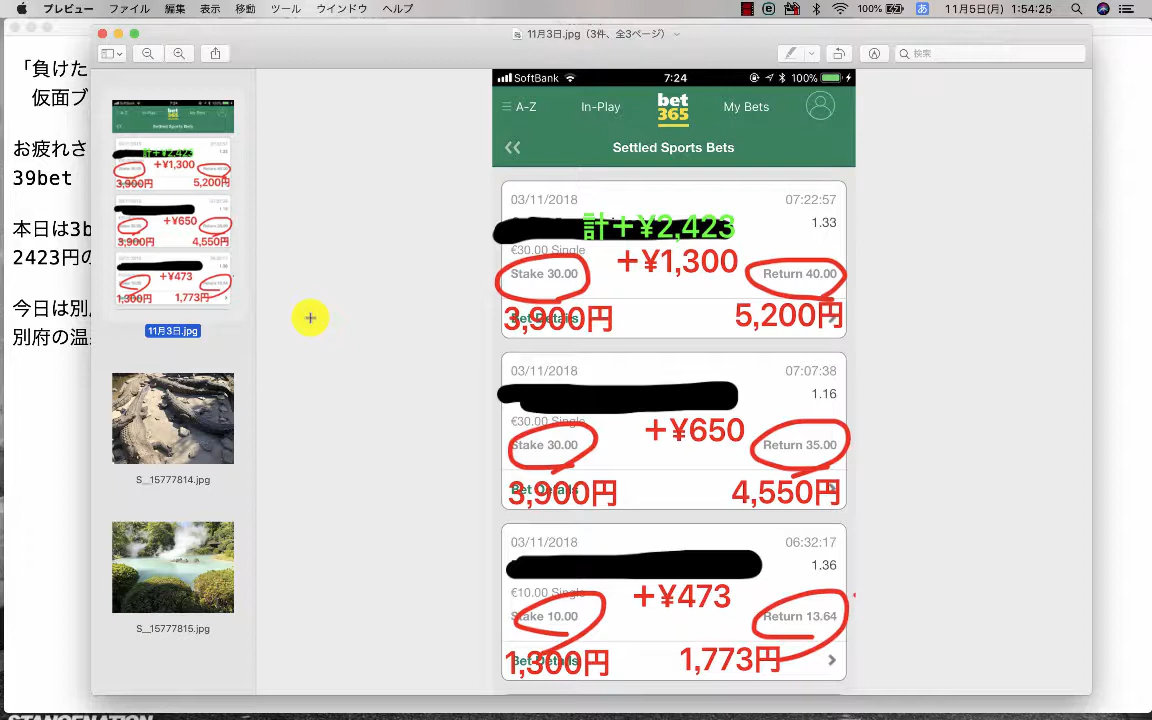 プレビュー ファイル 編集 表示 移動 ツール ウインドウ ヘルプ 100% あ 11月5日(月) 1:54:25
11月3日.jpg（3件、全3ページ）
検索
「負けた
仮面ブ
お疲れさ
39bet
本日は3b
2423円の
今日は別
別府の温
11月3日.jpg
S__15777814.jpg
S__15777815.jpg
SoftBank 7:24 100%
A-Z In-Play bet365 My Bets
Settled Sports Bets
03/11/2018 07:22:57
計＋¥2,423 1.33
€30.00 Single
＋¥1,300
Stake 30.00 Return 40.00
Bet Details
3,900円 5,200円
03/11/2018 07:07:38
1.16
€30.00 Single
＋¥650
Stake 30.00 Return 35.00
Bet Details
3,900円 4,550円
03/11/2018 06:32:17
1.36
€10.00 Single
＋¥473
Stake 10.00 Return 13.64
Bet Details
1,300円 1,773円